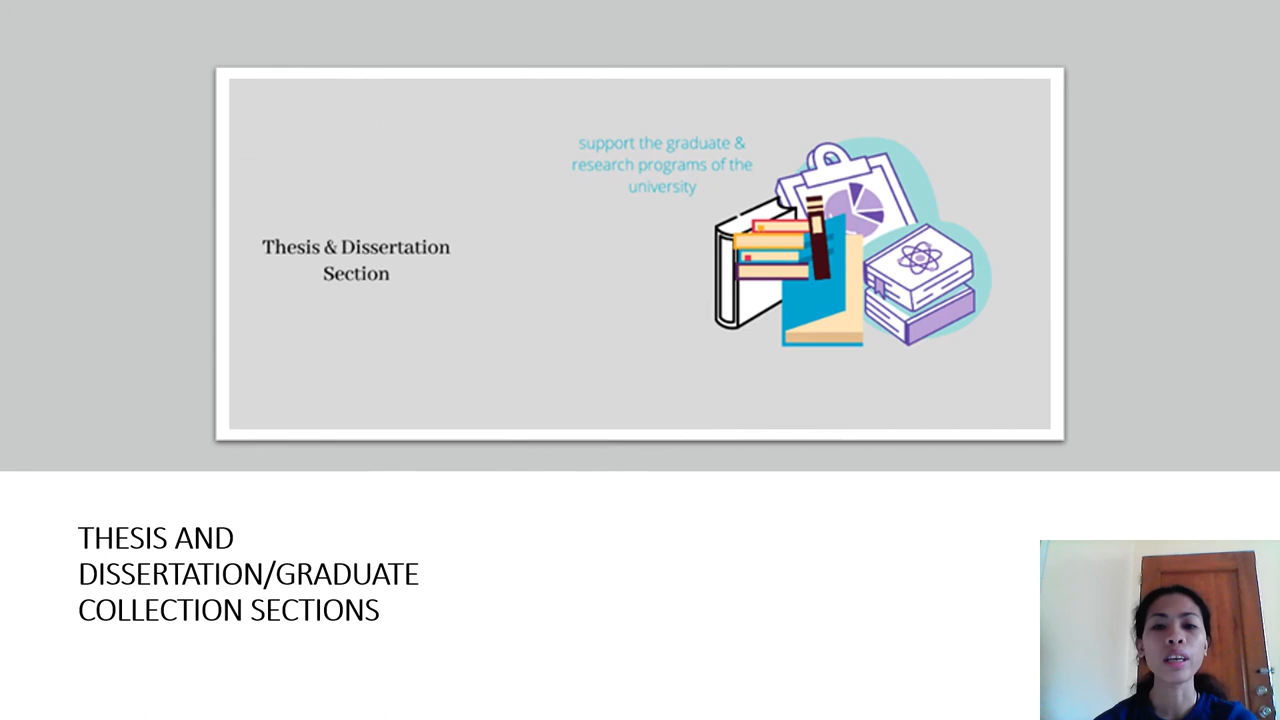 support the graduate &
research programs of the
university
Thesis & Dissertation
Section
THESIS AND
DISSERTATION/GRADUATE
COLLECTION SECTIONS